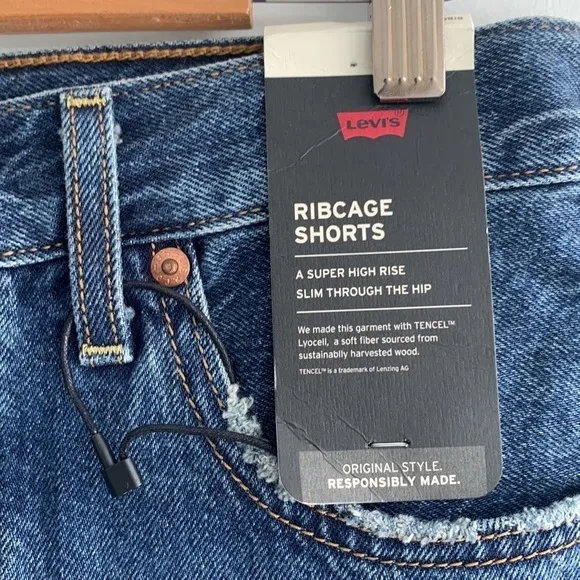 Levi's
RIBCAGE
SHORTS
A SUPER HIGH RISE
SLIM THROUGH THE HIP
We made this garment with TENCEL™
Lyocell, a soft fiber sourced from
sustainablly harvested wood.
TENCEL™ is a trademark of Lenzing AG
ORIGINAL STYLE.
RESPONSIBLY MADE.